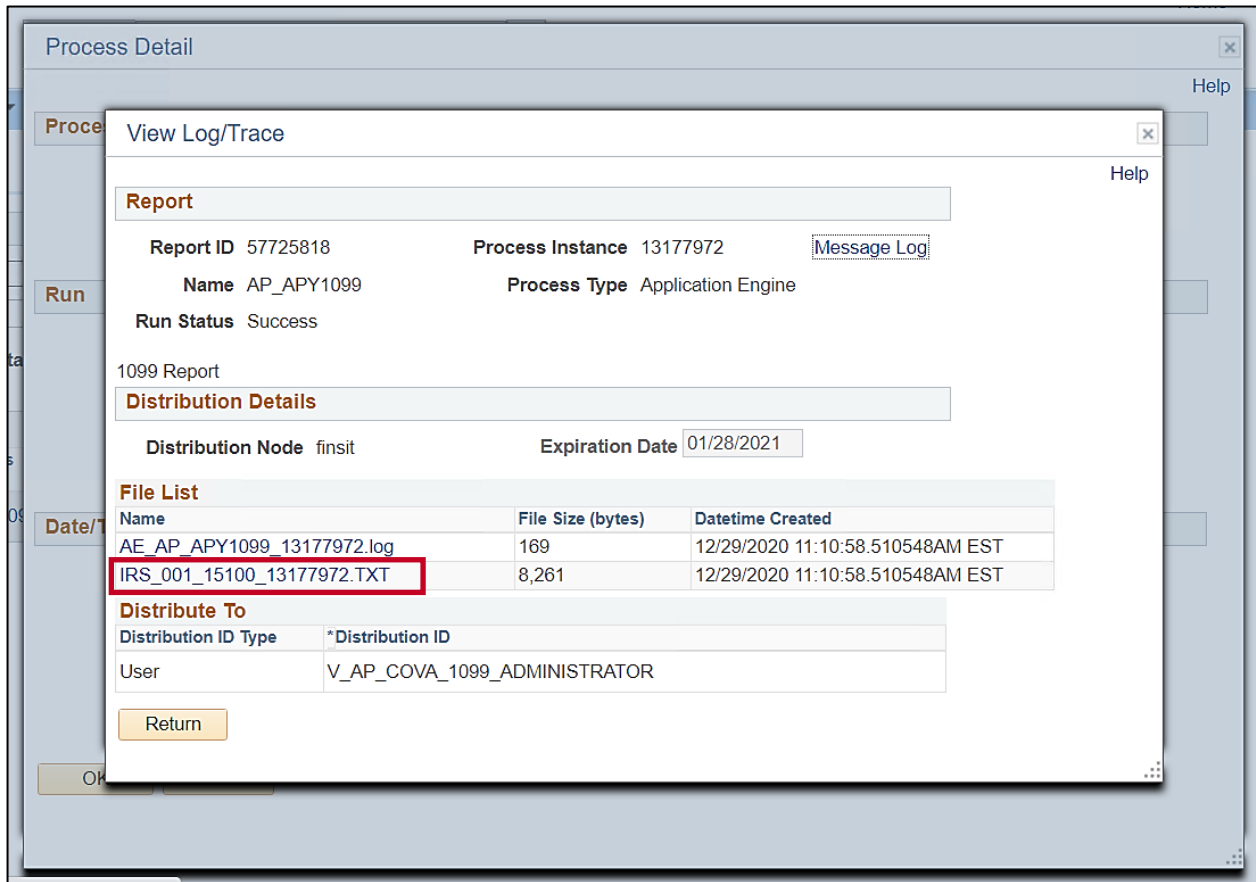 Process Detail
Help
View Log/Trace
Help
Report
Report ID 57725818 Process Instance 13177972 Message Log
Name AP_APY1099 Process Type Application Engine
Run
Run Status Success
1099 Report
Distribution Details
Distribution Node finsit Expiration Date 01/28/2021
File List
Name File Size (bytes) Datetime Created
AE_AP_APY1099_13177972.log 169 12/29/2020 11:10:58.510548AM EST
IRS_001_15100_13177972.TXT 8,261 12/29/2020 11:10:58.510548AM EST
Distribute To
Distribution ID Type *Distribution ID
User V_AP_COVA_1099_ADMINISTRATOR
Return